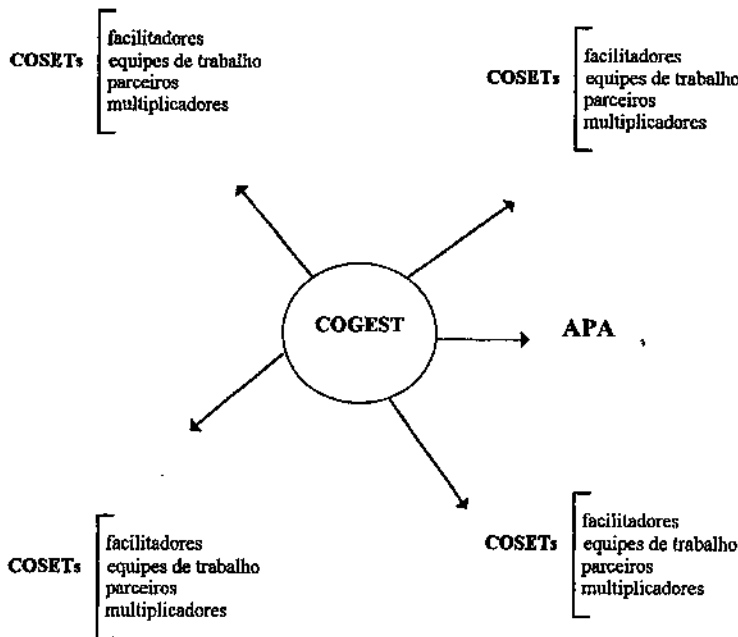 COSETs
facilitadores
equipes de trabalho
parceiros
multiplicadores
COSETs
facilitadores
equipes de trabalho
parceiros
multiplicadores
COGEST
APA
COSETs
facilitadores
equipes de trabalho
parceiros
multiplicadores
COSETs
facilitadores
equipes de trabalho
parceiros
multiplicadores